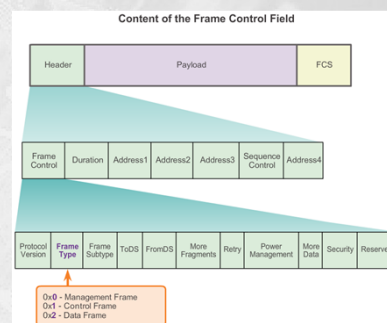 Content of the Frame Control Field
Header
Payload
FCS
Frame
Control
Duration
Address1
Address2
Address3
Sequence
Control
Address4
Protocol
Version
Frame
Type
Frame
Subtype
ToDS
FromDS
More
Fragments
Retry
Power
Management
More
Data
Security
Reserve
0x0 - Management Frame
0x1 - Control Frame
0x2 - Data Frame